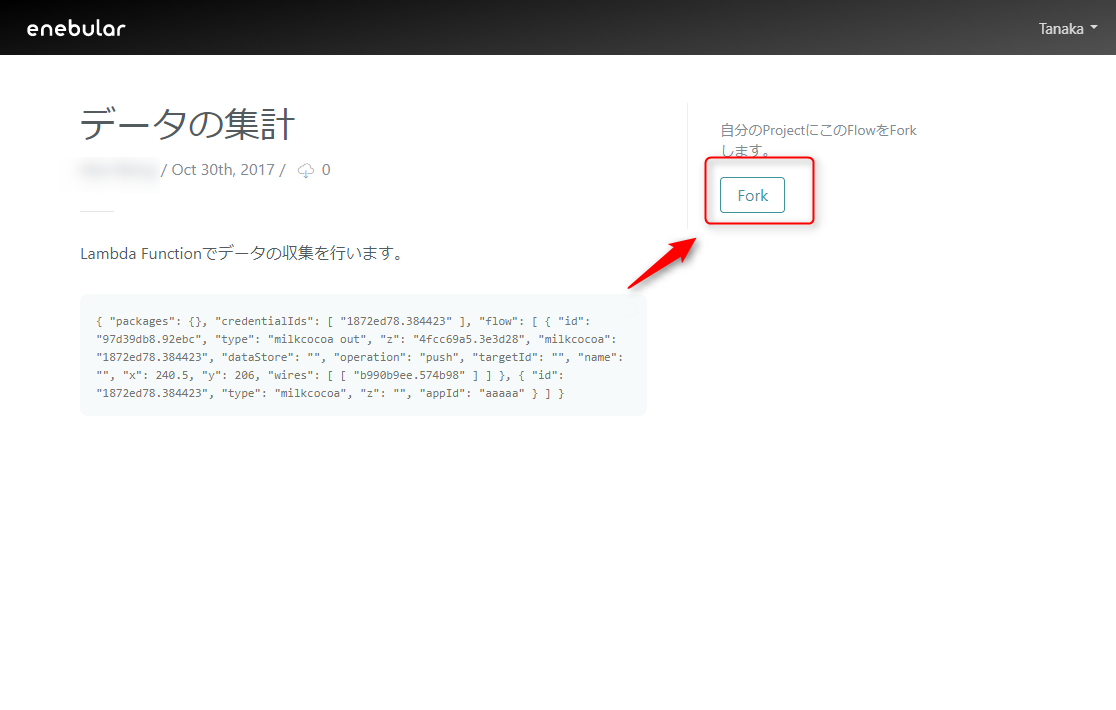 enebular
Tanaka
データの集計
/ Oct 30th, 2017 / 0
自分のProjectにこのFlowをFork
します。
Fork
Lambda Functionでデータの収集を行います。
{ "packages": {}, "credentialIds": [ "1872ed78.384423" ], "flow": [ { "id":
"97d39db8.92ebc", "type": "milkcocoa out", "z": "4fcc69a5.3e3d28", "milkcocoa":
"1872ed78.384423", "dataStore": "", "operation": "push", "targetId": "", "name":
"", "x": 240.5, "y": 206, "wires": [ [ "b990b9ee.574b98" ] ] }, { "id":
"1872ed78.384423", "type": "milkcocoa", "z": "", "appId": "aaaaa" } ] }